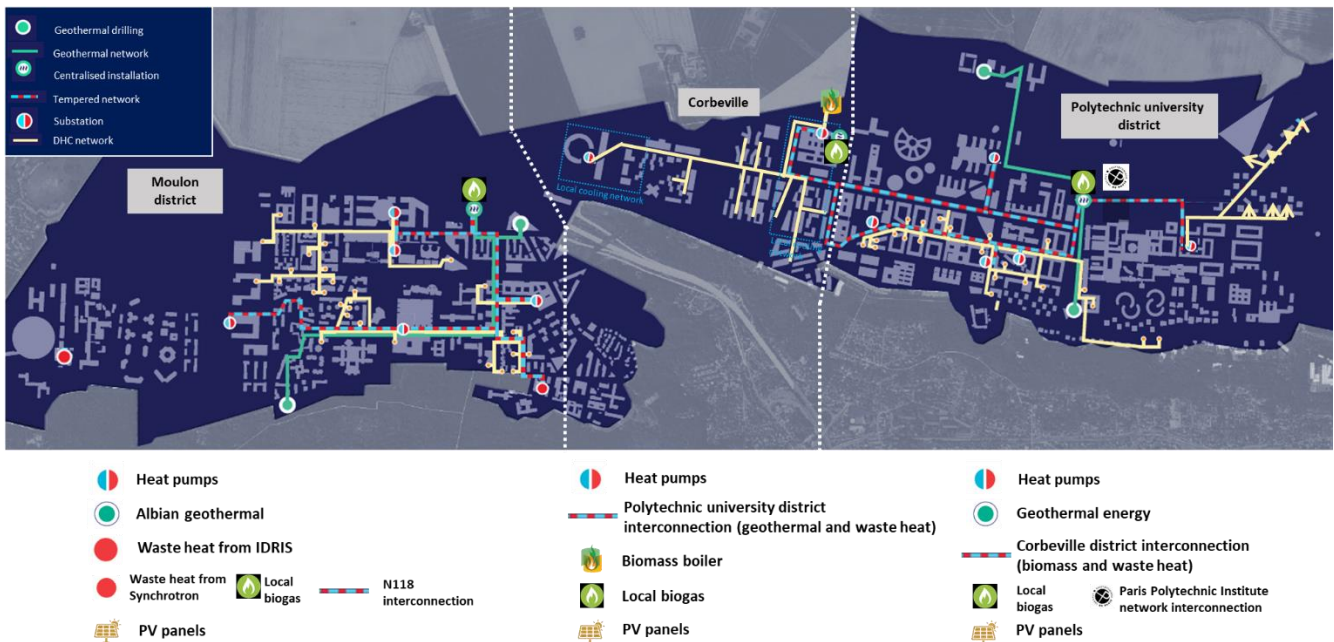 Geothermal drilling
Geothermal network
Centralised installation
Tempered network
Substation
DHC network
Corbeville
Polytechnic university
district
Moulon
district
Local cooling network
Heat pumps
Albian geothermal
Waste heat from IDRIS
Waste heat from
Synchrotron
Local
biogas
N118
interconnection
PV panels
Heat pumps
Polytechnic university district
interconnection (geothermal and waste heat)
Biomass boiler
Local biogas
PV panels
Heat pumps
Geothermal energy
Corbeville district interconnection
(biomass and waste heat)
Local
biogas
Paris Polytechnic Institute
network interconnection
PV panels